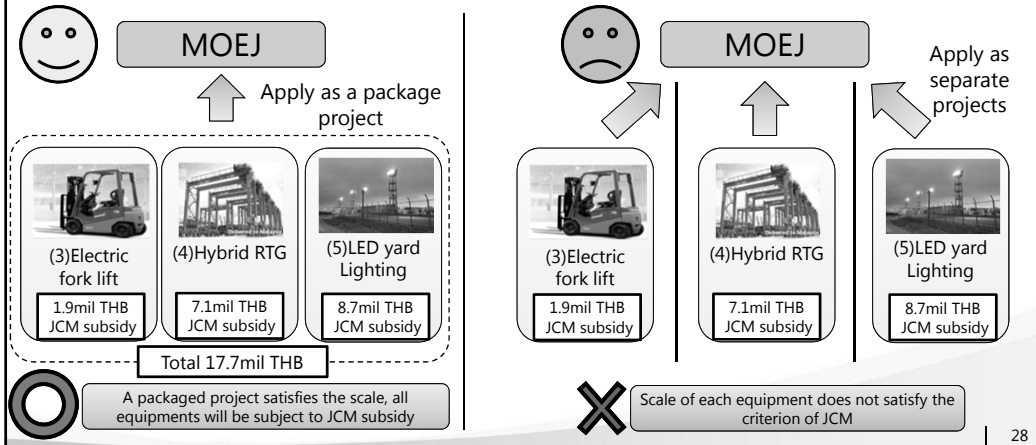 MOEJ
Apply as a package
project
(3)Electric
fork lift
1.9mil THB
JCM subsidy
(4)Hybrid RTG
7.1mil THB
JCM subsidy
(5)LED yard
Lighting
8.7mil THB
JCM subsidy
Total 17.7mil THB
A packaged project satisfies the scale, all
equipments will be subject to JCM subsidy
MOEJ
Apply as
separate
projects
(3)Electric
fork lift
1.9mil THB
JCM subsidy
(4)Hybrid RTG
7.1mil THB
JCM subsidy
(5)LED yard
Lighting
8.7mil THB
JCM subsidy
Scale of each equipment does not satisfy the
criterion of JCM
28